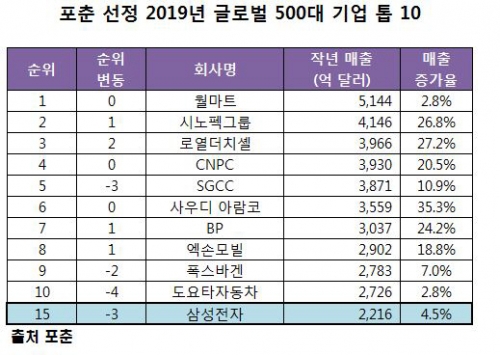 포춘 선정 2019년 글로벌 500대 기업 톱 10
순위 순위 변동 회사명 작년 매출 (억 달러) 매출 증가율
1 0 월마트 5,144 2.8%
2 1 시노펙그룹 4,146 26.8%
3 2 로열더치셸 3,966 27.2%
4 0 CNPC 3,930 20.5%
5 -3 SGCC 3,871 10.9%
6 0 사우디 아람코 3,559 35.3%
7 1 BP 3,037 24.2%
8 1 엑손모빌 2,902 18.8%
9 -2 폭스바겐 2,783 7.0%
10 -4 도요타자동차 2,726 2.8%
15 -3 삼성전자 2,216 4.5%
출처 포춘